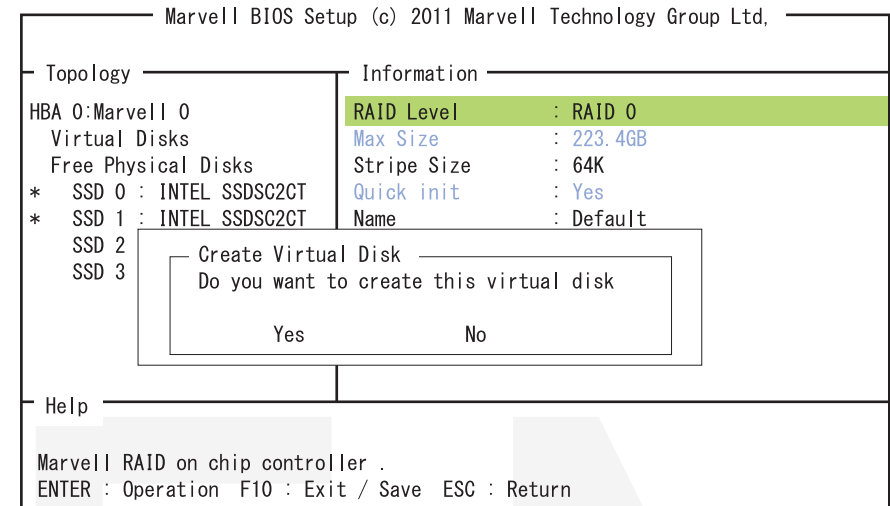 Marvell BIOS Setup (c) 2011 Marvell Technology Group Ltd,
Topology
HBA 0:Marvell 0
Virtual Disks
Free Physical Disks
* SSD 0 : INTEL SSDSC2CT
* SSD 1 : INTEL SSDSC2CT
SSD 2
SSD 3
Information
RAID Level : RAID 0
Max Size : 223.4GB
Stripe Size : 64K
Quick init : Yes
Name : Default
Create Virtual Disk
Do you want to create this virtual disk
Yes No
Help
Marvell RAID on chip controller .
ENTER : Operation F10 : Exit / Save ESC : Return